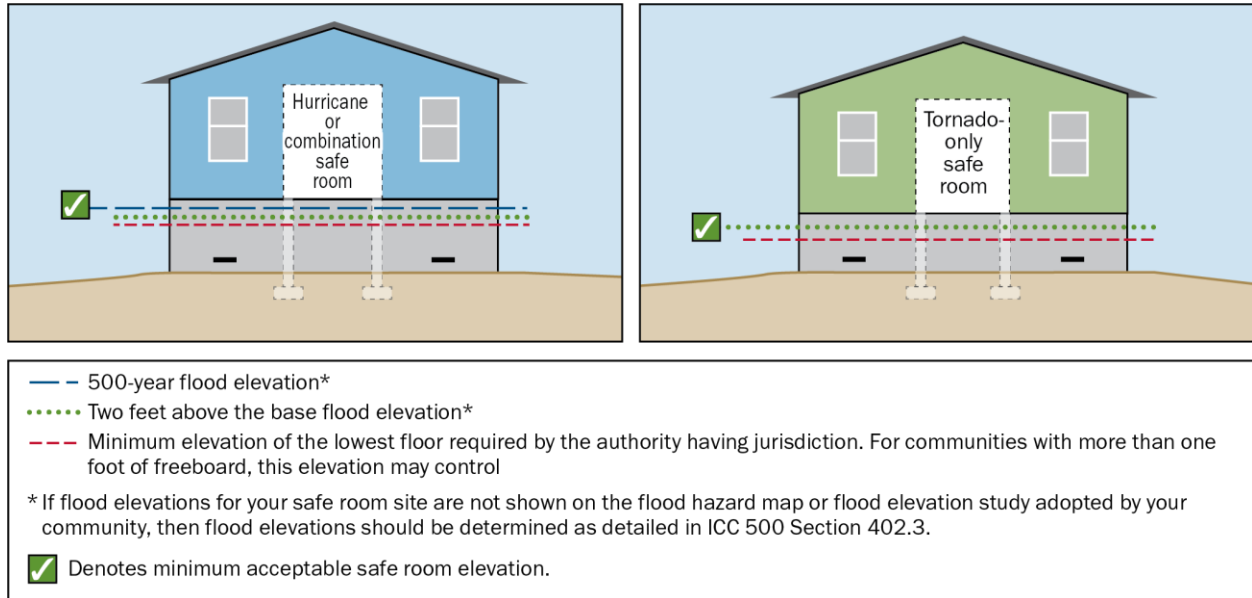 Hurricane
or
combination
safe
room
Tornado-
only
safe
room
500-year flood elevation*
Two feet above the base flood elevation*
Minimum elevation of the lowest floor required by the authority having jurisdiction. For communities with more than one
foot of freeboard, this elevation may control
* If flood elevations for your safe room site are not shown on the flood hazard map or flood elevation study adopted by your
community, then flood elevations should be determined as detailed in ICC 500 Section 402.3.
Denotes minimum acceptable safe room elevation.